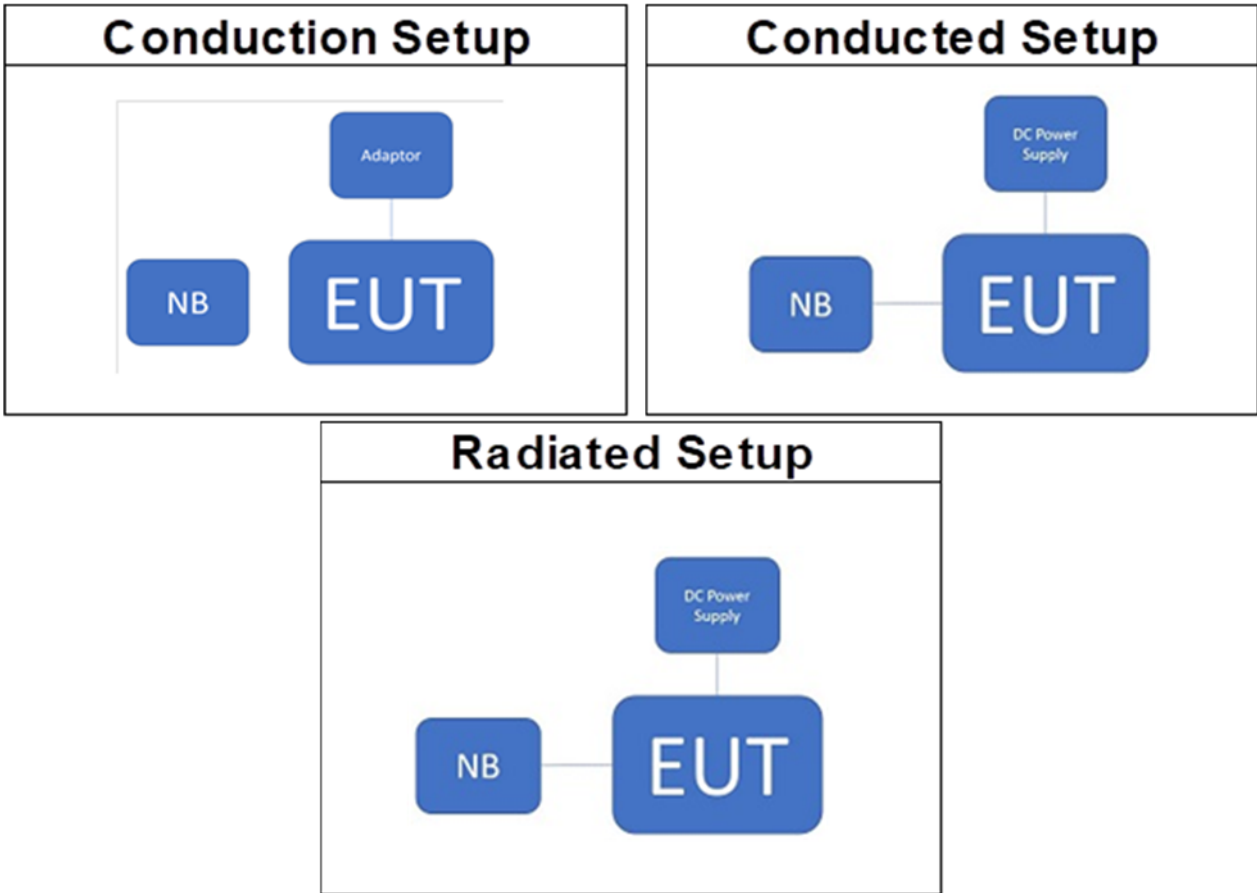 Conduction Setup
Adaptor
NB
EUT
Conducted Setup
DC Power
Supply
NB
EUT
Radiated Setup
DC Power
Supply
NB
EUT